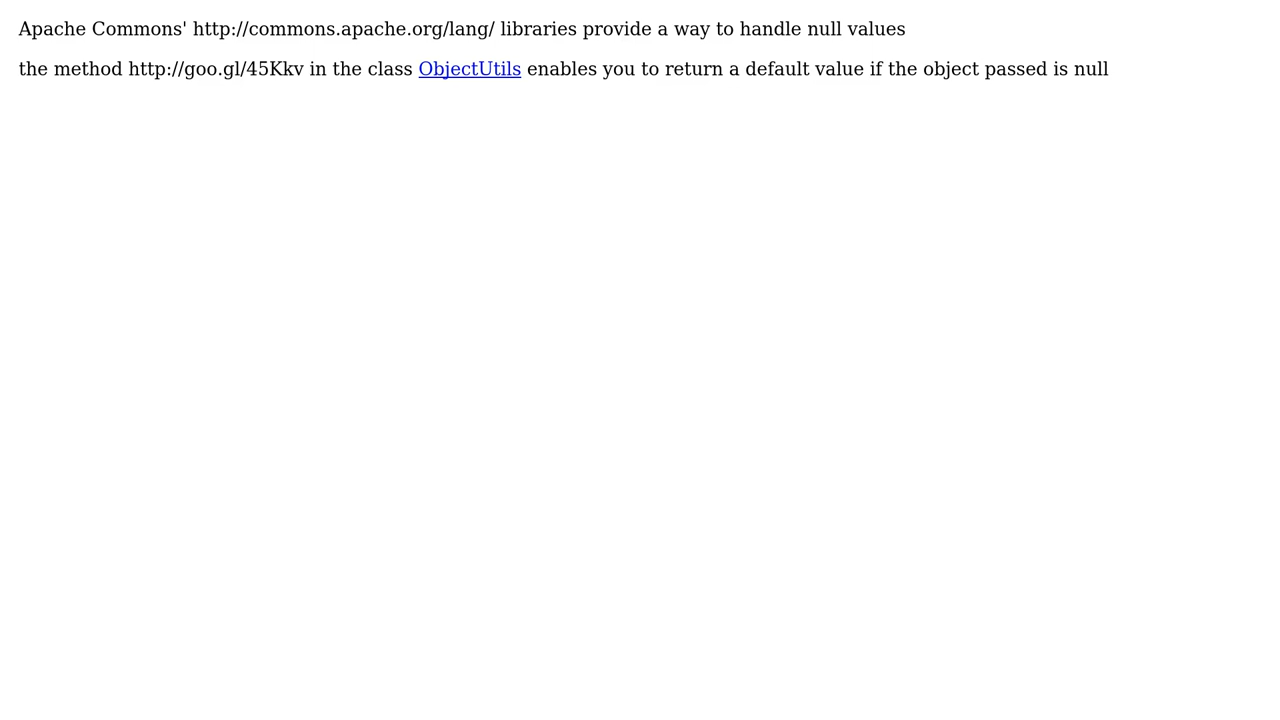 Apache Commons' http://commons.apache.org/lang/ libraries provide a way to handle null values
the method http://goo.gl/45Kkv in the class ObjectUtils enables you to return a default value if the object passed is null